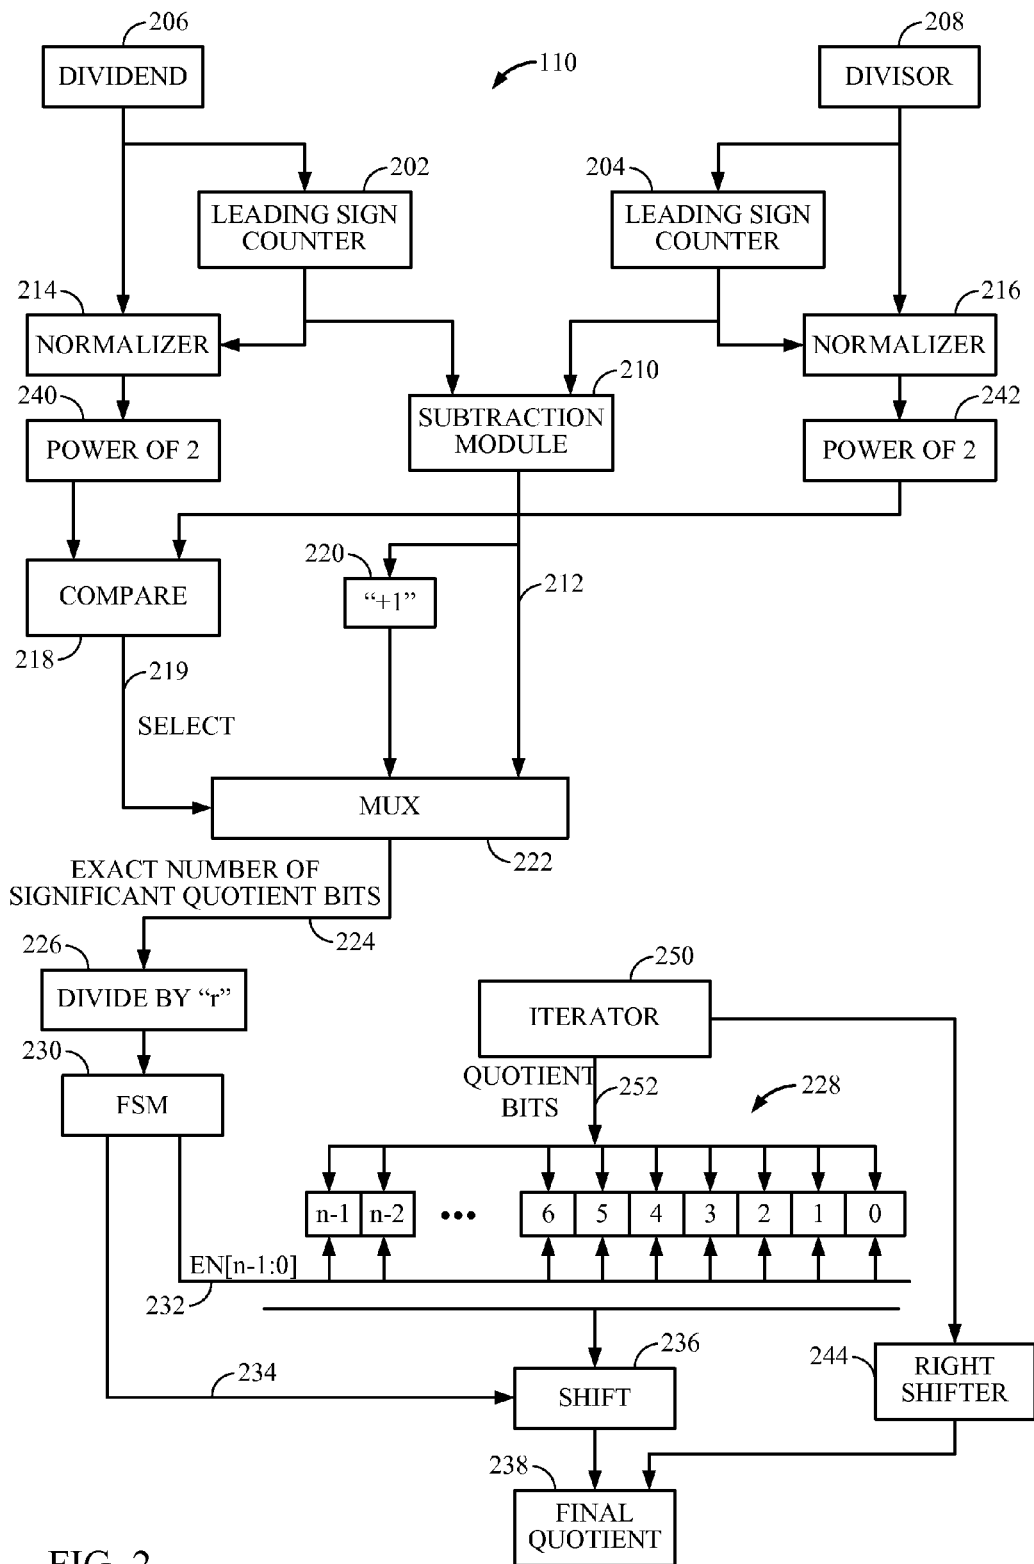 206
208
DIVIDEND
110
DIVISOR
202
204
LEADING SIGN
COUNTER
LEADING SIGN
COUNTER
214
216
NORMALIZER
NORMALIZER
210
240
242
SUBTRACTION
MODULE
POWER OF 2
POWER OF 2
220
212
COMPARE
“+1”
218
219
SELECT
MUX
222
EXACT NUMBER OF
SIGNIFICANT QUOTIENT BITS
224
226
250
DIVIDE BY “r”
ITERATOR
230
QUOTIENT
BITS
252
228
FSM
n-1 n-2 ••• 6 5 4 3 2 1 0
EN[n-1:0]
232
236
244
RIGHT
SHIFTER
234
SHIFT
238
FINAL
QUOTIENT
FIG. 2